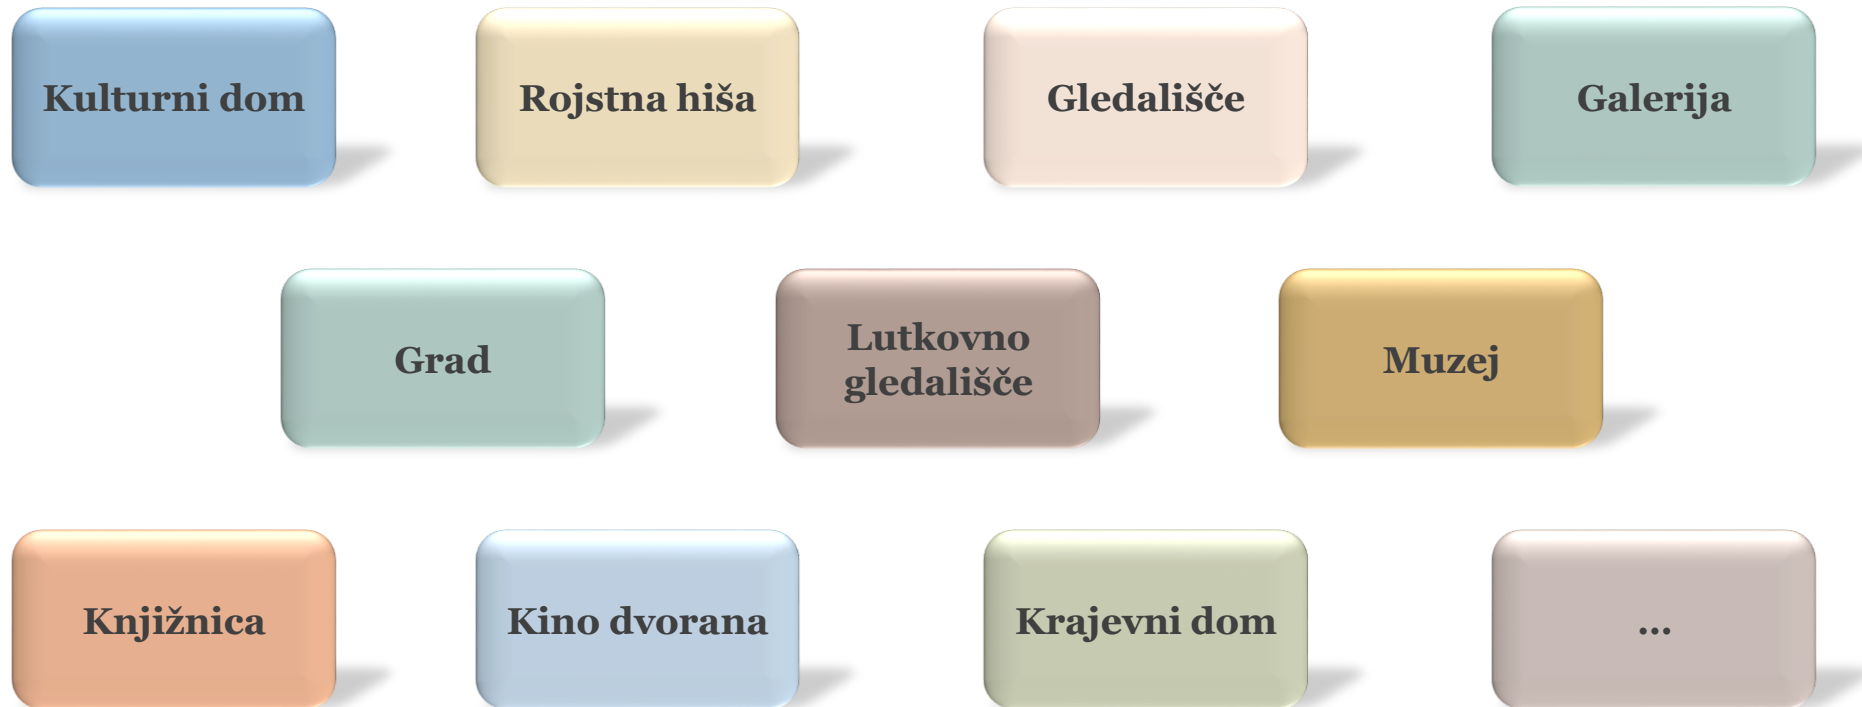 Kulturni dom
Rojstna hiša
Gledališče
Galerija
Grad
Lutkovno
gledališče
Muzej
Knjižnica
Kino dvorana
Krajevni dom
...